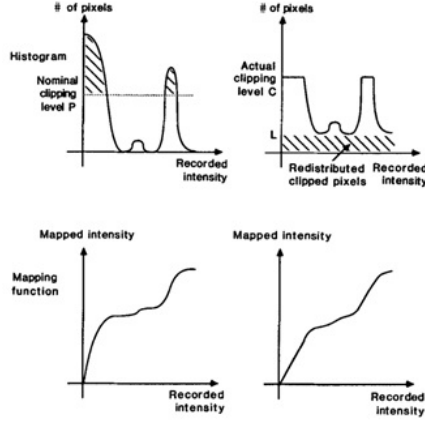 # of pixels
Histogram
Nominal
clipping
level P
Recorded
intensity
# of pixels
Actual
clipping
level C
L
Redistributed
clipped pixels
Recorded
intensity
Mapped intensity
Mapping
function
Recorded
intensity
Mapped intensity
Recorded
intensity